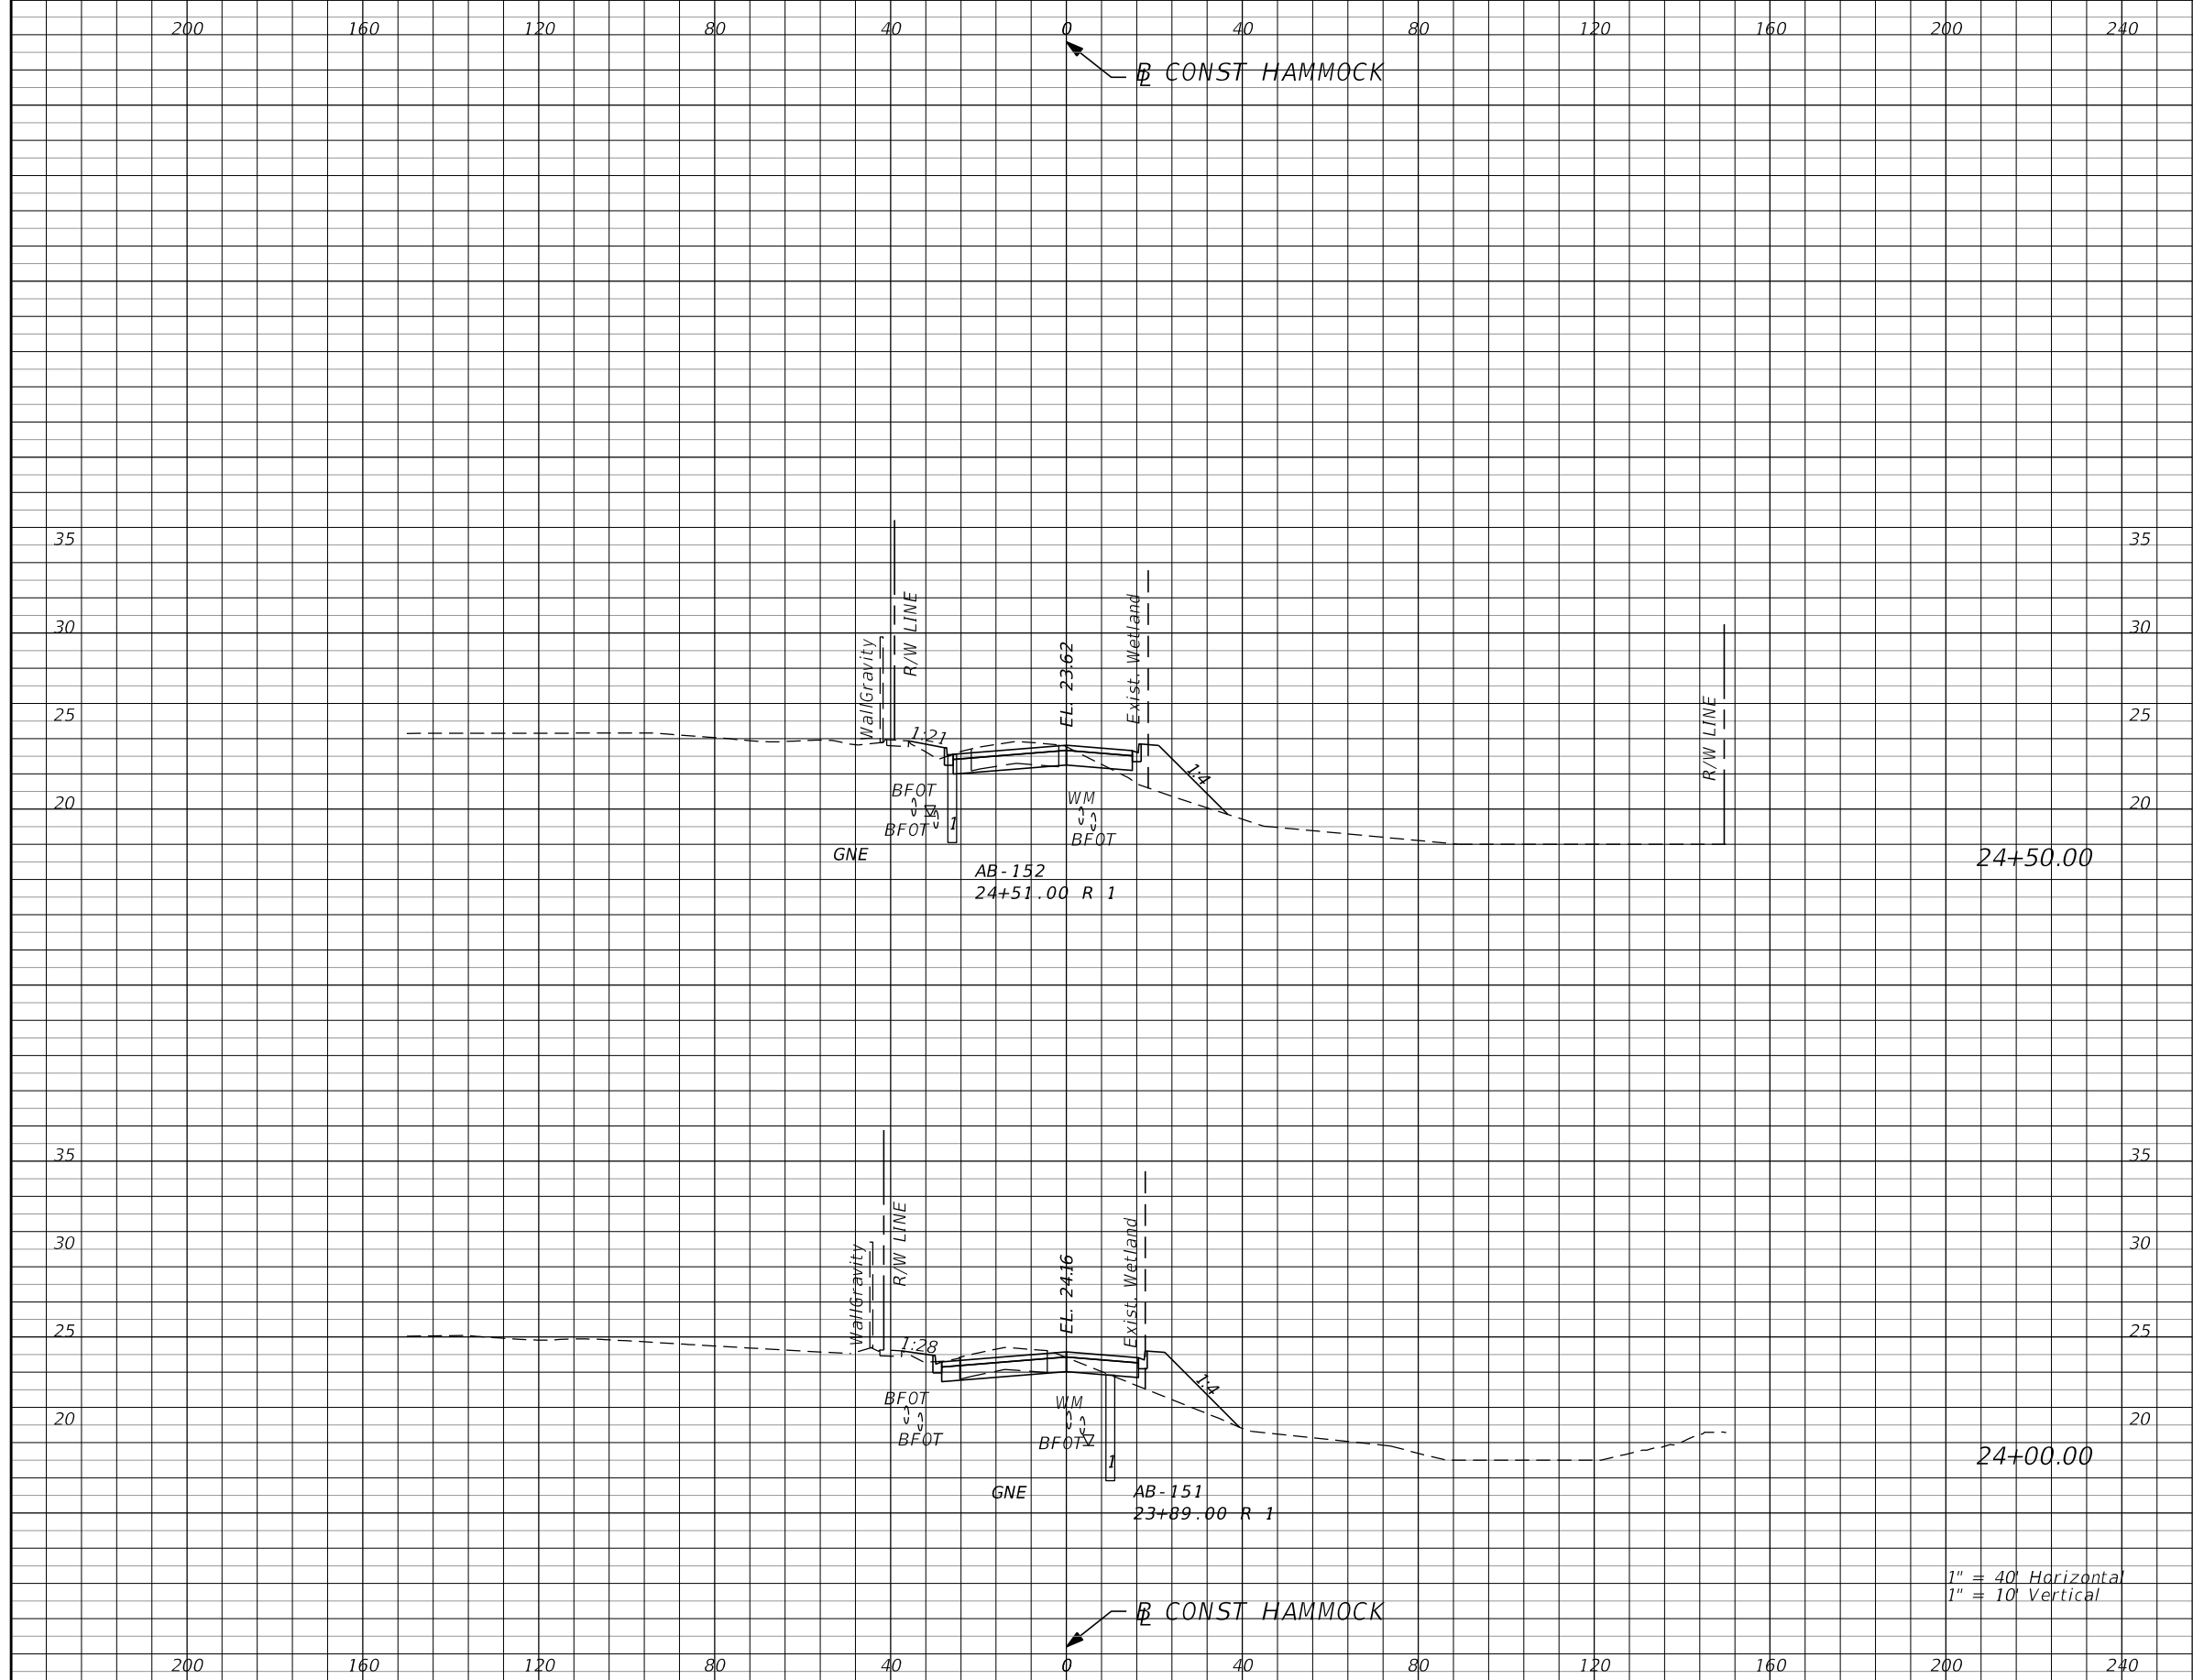 200 160 120 80 40 0 40 80 120 160 200 240
BL CONST HAMMOCK
35 35
30 30
25 25
20 20
WallGravity
R/W LINE
EL. 23.62
Exist. Wetland
R/W LINE
1:21
1:4
BFOT
BFOT
WM
BFOT
1
GNE
24+50.00
AB-152
24+51.00 R 1
35 35
30 30
25 25
20 20
WallGravity
R/W LINE
EL. 24.16
Exist. Wetland
1:28
1:4
BFOT
BFOT
WM
BFOT
1
24+00.00
GNE
AB-151
23+89.00 R 1
1" = 40' Horizontal
1" = 10' Vertical
BL CONST HAMMOCK
200 160 120 80 40 0 40 80 120 160 200 240